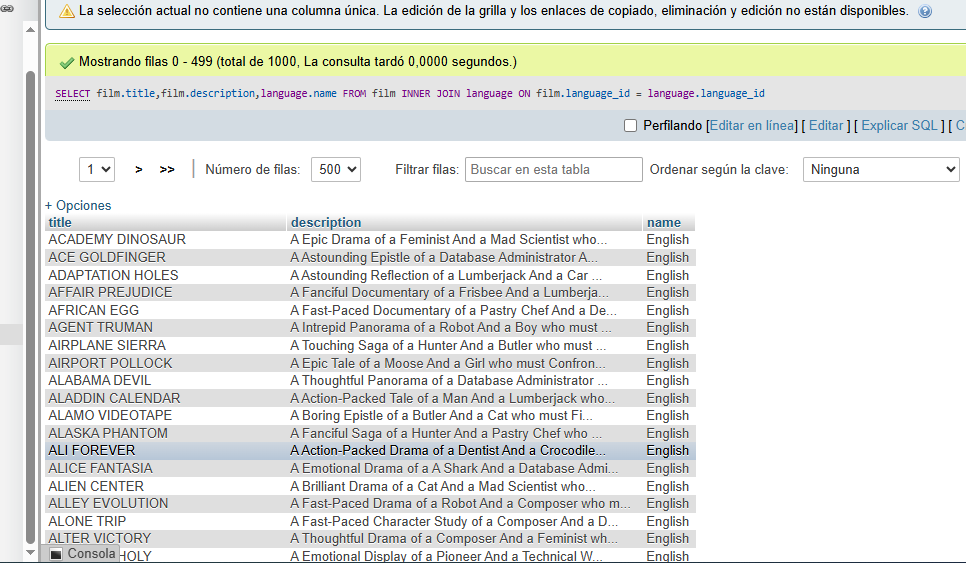 La selección actual no contiene una columna única. La edición de la grilla y los enlaces de copiado, eliminación y edición no están disponibles.
Mostrando filas 0 - 499 (total de 1000, La consulta tardó 0,0000 segundos.)
SELECT film.title,film.description,language.name FROM film INNER JOIN language ON film.language_id = language.language_id
Perfilando [Editar en línea] [ Editar ] [ Explicar SQL ] [ C
1 > >> Número de filas: 500 Filtrar filas: Buscar en esta tabla Ordenar según la clave: Ninguna
+ Opciones
title description name
ACADEMY DINOSAUR A Epic Drama of a Feminist And a Mad Scientist who... English
ACE GOLDFINGER A Astounding Epistle of a Database Administrator A... English
ADAPTATION HOLES A Astounding Reflection of a Lumberjack And a Car ... English
AFFAIR PREJUDICE A Fanciful Documentary of a Frisbee And a Lumberja... English
AFRICAN EGG A Fast-Paced Documentary of a Pastry Chef And a De... English
AGENT TRUMAN A Intrepid Panorama of a Robot And a Boy who must ... English
AIRPLANE SIERRA A Touching Saga of a Hunter And a Butler who must ... English
AIRPORT POLLOCK A Epic Tale of a Moose And a Girl who must Confron... English
ALABAMA DEVIL A Thoughtful Panorama of a Database Administrator ... English
ALADDIN CALENDAR A Action-Packed Tale of a Man And a Lumberjack who... English
ALAMO VIDEOTAPE A Boring Epistle of a Butler And a Cat who must Fi... English
ALASKA PHANTOM A Fanciful Saga of a Hunter And a Pastry Chef who ... English
ALI FOREVER A Action-Packed Drama of a Dentist And a Crocodile... English
ALICE FANTASIA A Emotional Drama of a A Shark And a Database Admi... English
ALIEN CENTER A Brilliant Drama of a Cat And a Mad Scientist who... English
ALLEY EVOLUTION A Fast-Paced Drama of a Robot And a Composer who m... English
ALONE TRIP A Fast-Paced Character Study of a Composer And a D... English
ALTER VICTORY A Thoughtful Drama of a Composer And a Feminist wh... English
Consola HOLY A Emotional Display of a Pioneer And a Technical W... English